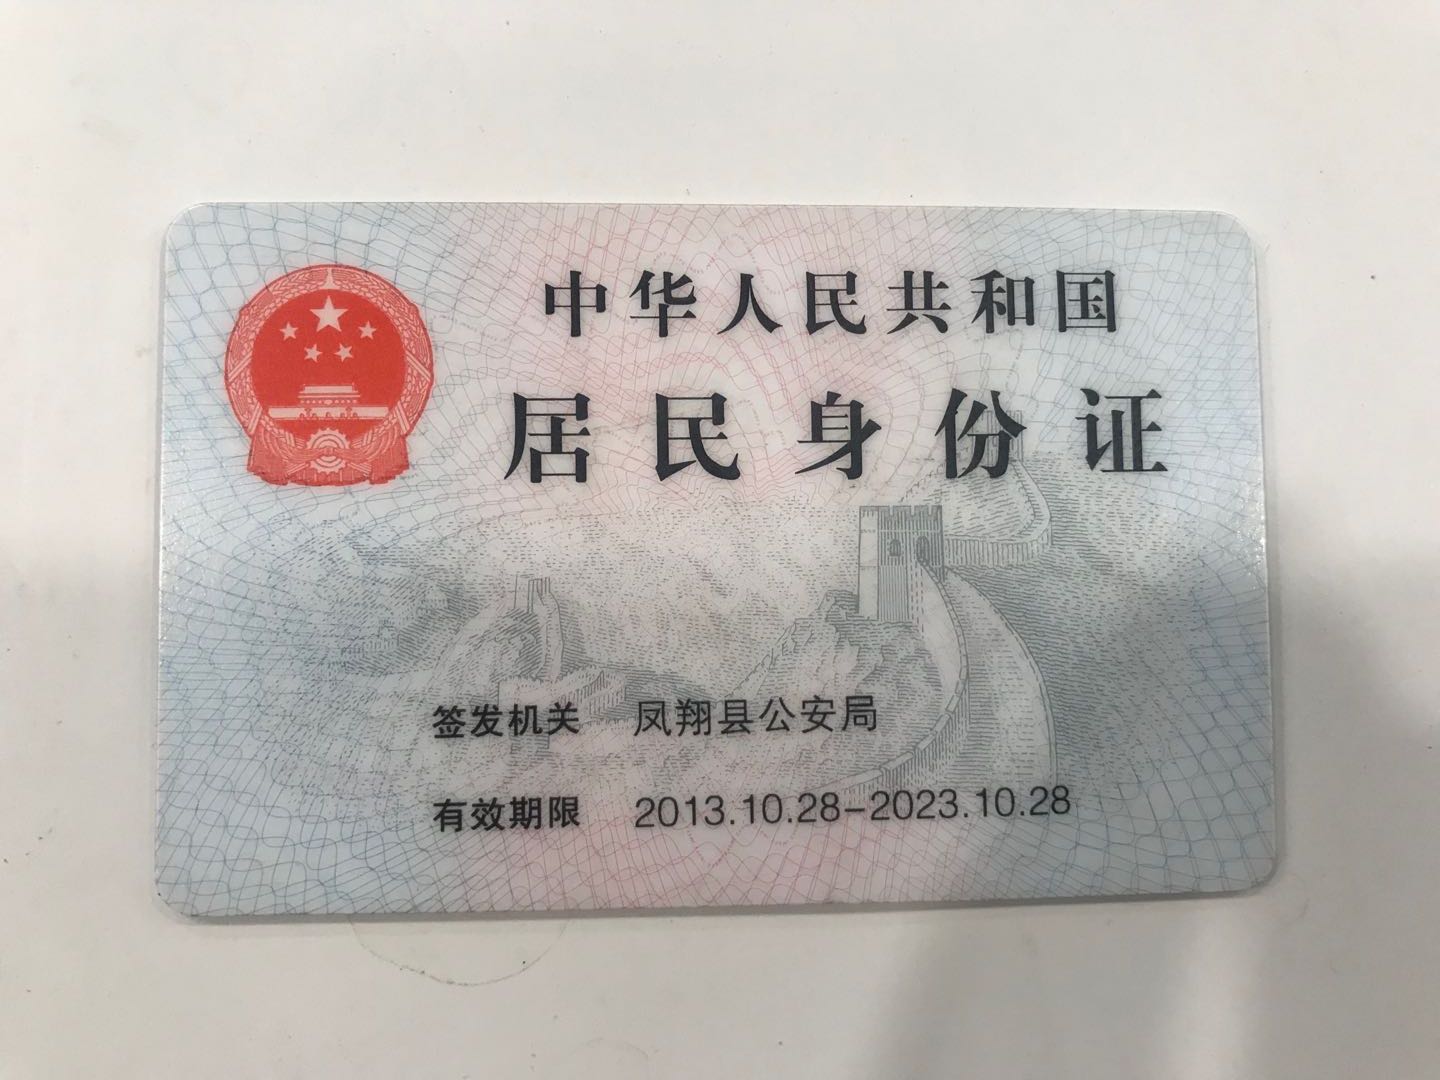 中华人民共和国
居民身份证
签发机关 凤翔县公安局
有效期限 2013.10.28-2023.10.28